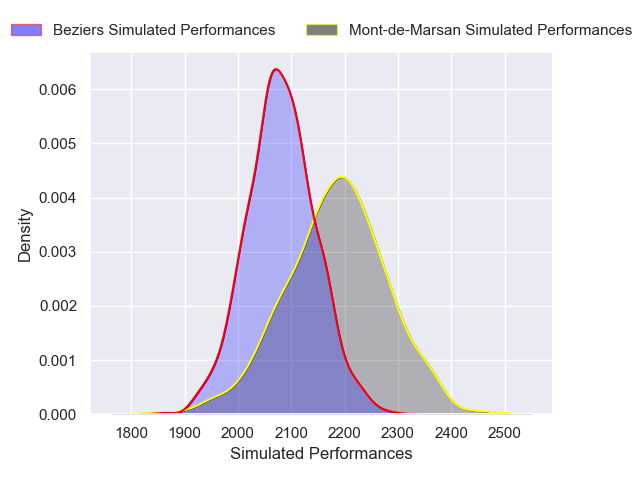 Beziers Simulated Performances Mont-de-Marsan Simulated Performances
0.006
0.005
0.004
0.003
0.002
0.001
0.000
Density
1800 1900 2000 2100 2200 2300 2400 2500
Simulated Performances